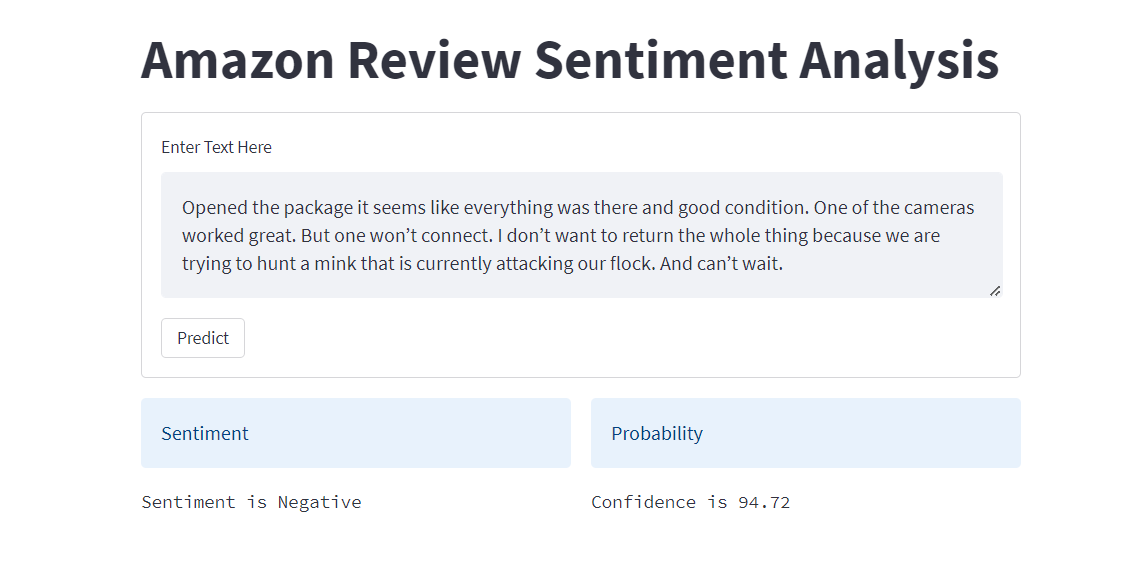 Amazon Review Sentiment Analysis
Enter Text Here
Opened the package it seems like everything was there and good condition. One of the cameras
worked great. But one won’t connect. I don’t want to return the whole thing because we are
trying to hunt a mink that is currently attacking our flock. And can’t wait.
Predict
Sentiment
Probability
Sentiment is Negative
Confidence is 94.72